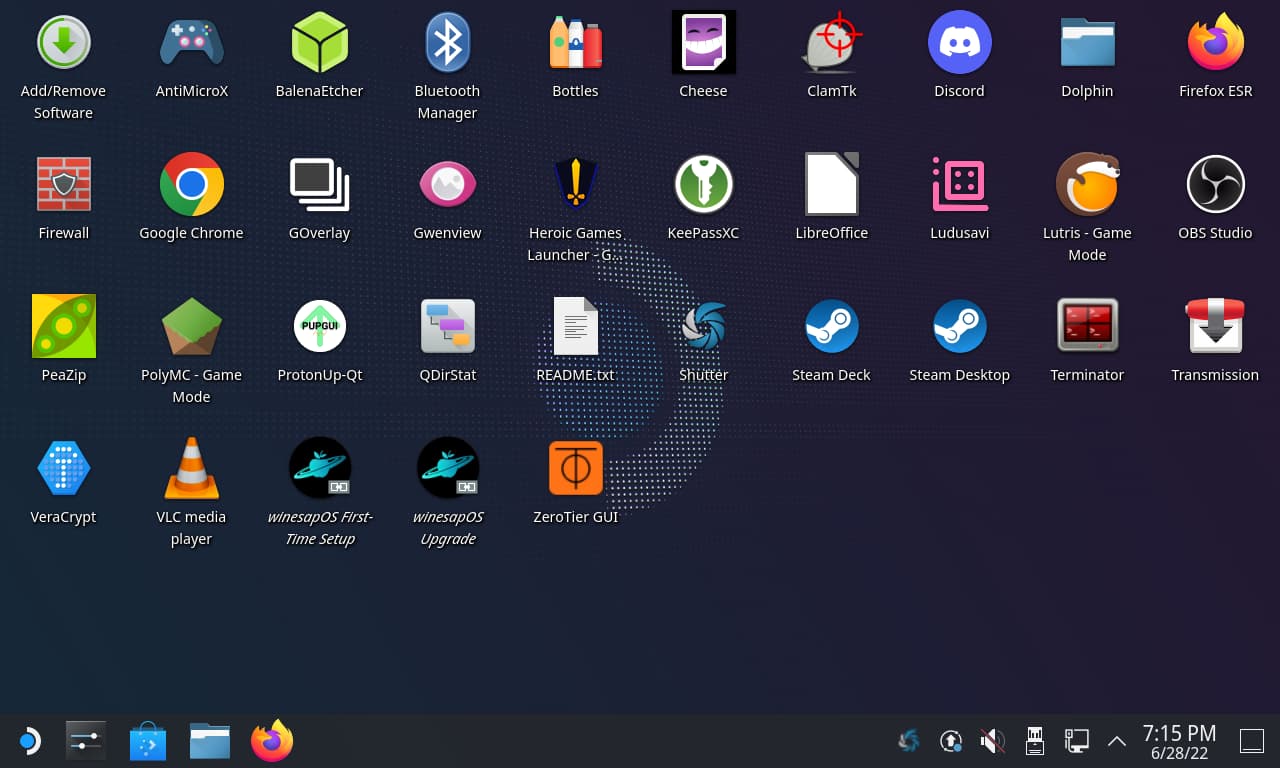 Add/Remove Software
AntiMicroX
BalenaEtcher
Bluetooth Manager
Bottles
Cheese
ClamTk
Discord
Dolphin
Firefox ESR
Firewall
Google Chrome
GOverlay
Gwenview
Heroic Games
Launcher - G...
KeePassXC
LibreOffice
Ludusavi
Lutris - Game
Mode
OBS Studio
PeaZip
PolyMC - Game
Mode
PUPGUI
ProtonUp-Qt
QDirStat
README.txt
Shutter
Steam Deck
Steam Desktop
Terminator
Transmission
VeraCrypt
VLC media
player
winesapOS First-
Time Setup
winesapOS
Upgrade
ZeroTier GUI
7:15 PM
6/28/22